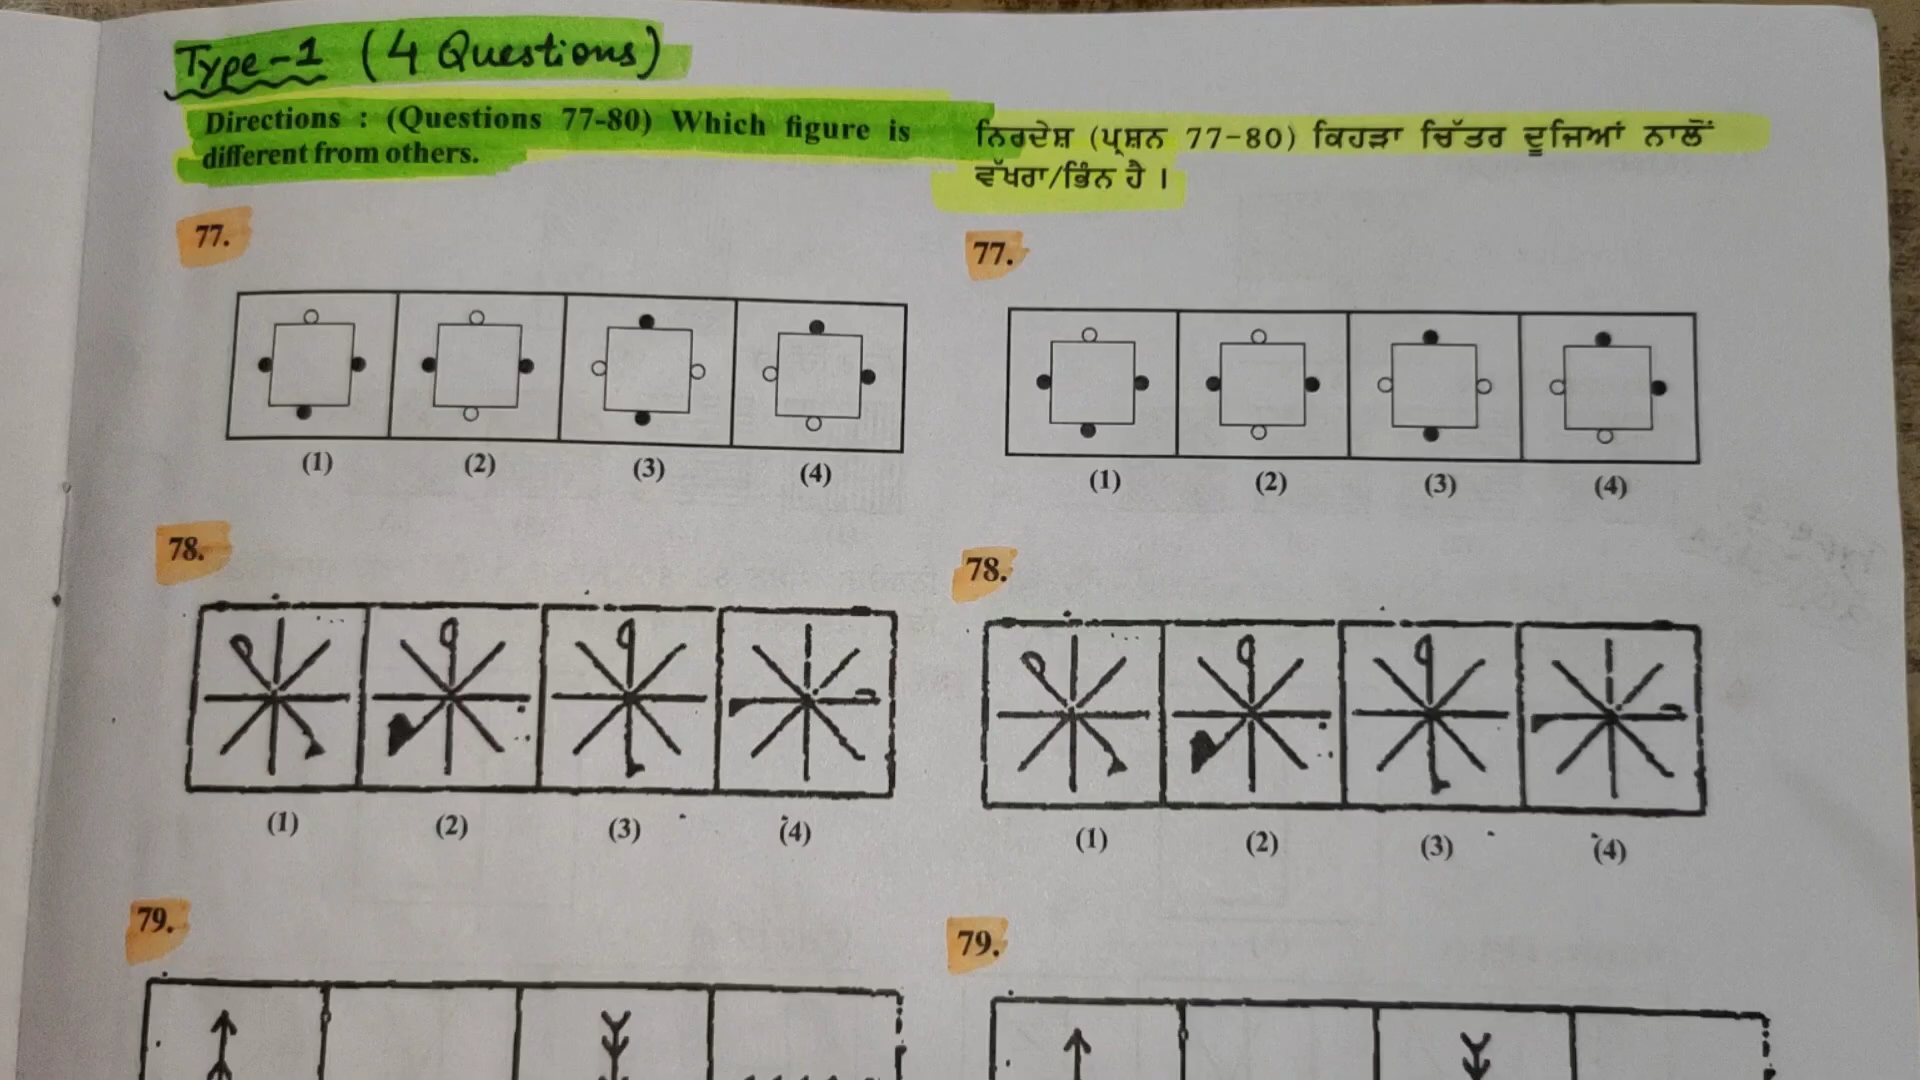 Type-1 (4 Questions)
Directions : (Questions 77-80) Which figure is
different from others.
ਨਿਰਦੇਸ਼ (ਪ੍ਰਸ਼ਨ 77-80) ਕਿਹੜਾ ਚਿੱਤਰ ਦੂਜਿਆਂ ਨਾਲੋਂ
ਵੱਖਰਾ/ਭਿੰਨ ਹੈ ।
77.
77.
(1) (2) (3) (4)
(1) (2) (3) (4)
78.
78.
(1) (2) (3) (4)
(1) (2) (3) (4)
79.
79.